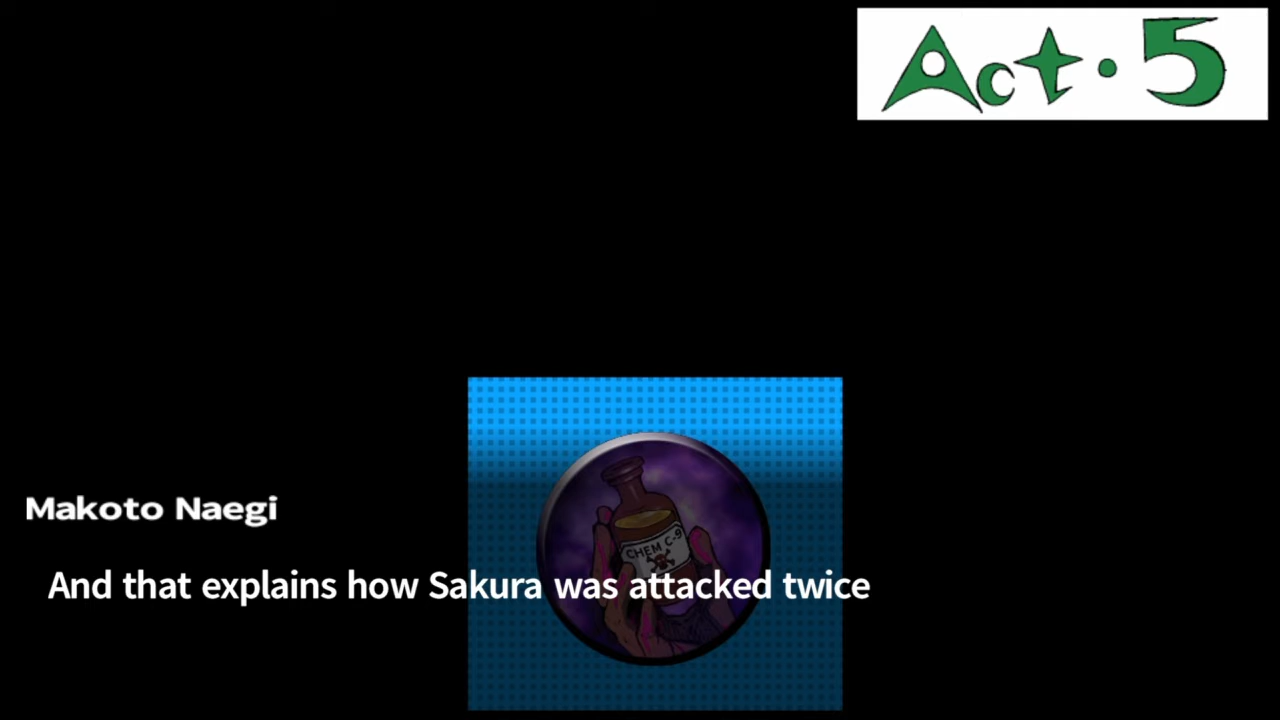 Act·5
Makoto Naegi
And that explains how Sakura was attacked twice
CHEM C-9